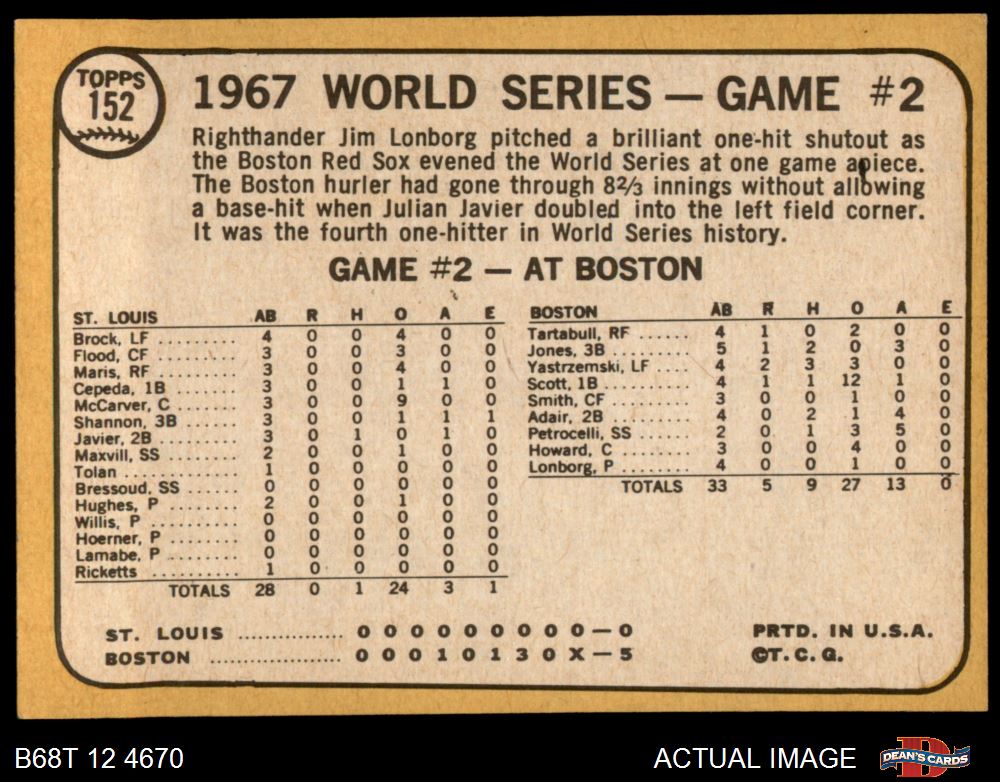 TOPPS
152
1967 WORLD SERIES — GAME #2
Righthander Jim Lonborg pitched a brilliant one-hit shutout as
the Boston Red Sox evened the World Series at one game apiece.
The Boston hurler had gone through 8⅔ innings without allowing
a base-hit when Julian Javier doubled into the left field corner.
It was the fourth one-hitter in World Series history.
GAME #2 — AT BOSTON
ST. LOUIS AB R H O A E
Brock, LF ......... 4 0 0 4 0 0
Flood, CF ......... 3 0 0 3 0 0
Maris, RF ......... 3 0 0 4 0 0
Cepeda, 1B ........ 3 0 0 1 1 0
McCarver, C ....... 3 0 0 9 0 0
Shannon, 3B ....... 3 0 0 1 1 1
Javier, 2B ........ 3 0 1 0 1 0
Maxvill, SS ....... 2 0 0 1 0 0
Tolan ............. 1 0 0 0 0 0
Bressoud, SS ...... 0 0 0 0 0 0
Hughes, P ......... 2 0 0 1 0 0
Willis, P ......... 0 0 0 0 0 0
Hoerner, P ........ 0 0 0 0 0 0
Lamabe, P ......... 0 0 0 0 0 0
Ricketts .......... 1 0 0 0 0 0
TOTALS 28 0 1 24 3 1
BOSTON AB R H O A E
Tartabull, RF ...... 4 1 0 2 0 0
Jones, 3B .......... 5 1 2 0 3 0
Yastrzemski, LF .... 4 2 3 3 0 0
Scott, 1B .......... 4 1 1 12 1 0
Smith, CF .......... 3 0 0 1 0 0
Adair, 2B .......... 4 0 2 1 4 0
Petrocelli, SS ...... 2 0 1 3 5 0
Howard, C .......... 3 0 0 4 0 0
Lonborg, P ......... 4 0 0 1 0 0
TOTALS 33 5 9 27 13 0
ST. LOUIS ................ 0 0 0 0 0 0 0 0 0 — 0
BOSTON .................... 0 0 0 1 0 1 3 0 X — 5
PRTD. IN U.S.A.
©T. C. G.
B68T 12 4670
ACTUAL IMAGE
DEAN'S CARDS